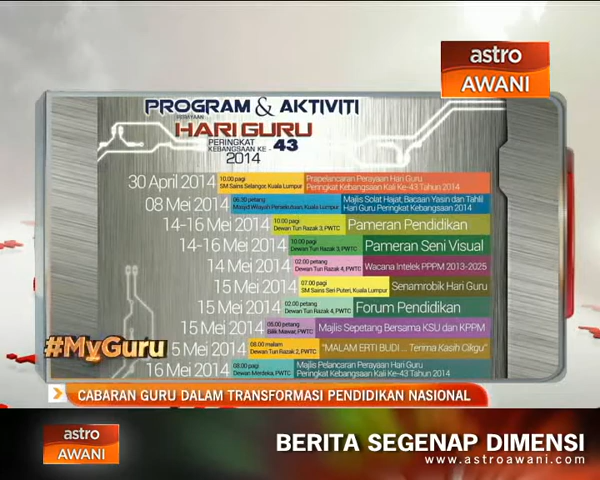 astro
AWANI
PROGRAM & AKTIVITI
PERAYAAN
HARI GURU
PERINGKAT
KEBANGSAAN KE - 43
2014
30 April 2014 10.00 pagi SM Sains Selangor, Kuala Lumpur Prapelancaran Perayaan Hari Guru Peringkat Kebangsaan Kali Ke-43 Tahun 2014
08 Mei 2014 06.30 petang Masjid Wilayah Persekutuan, Kuala Lumpur Majlis Solat Hajat, Bacaan Yasin dan Tahlil Hari Guru Peringkat Kebangsaan 2014
14-16 Mei 2014 10.00 pagi Dewan Tun Razak 3, PWTC Pameran Pendidikan
14-16 Mei 2014 10.00 pagi Dewan Tun Razak 3, PWTC Pameran Seni Visual
14 Mei 2014 02.00 petang Dewan Tun Razak 4, PWTC Wacana Intelek PPPM 2013-2025
15 Mei 2014 07.00 pagi SM Sains Seri Puteri, Kuala Lumpur Senamrobik Hari Guru
15 Mei 2014 02.00 petang Dewan Tun Razak 4, PWTC Forum Pendidikan
15 Mei 2014 05.00 petang Bilik Mawar, PWTC Majlis Sepetang Bersama KSU dan KPPM
5 Mei 2014 08.00 malam Dewan Tun Razak 2, PWTC "MALAM ERTI BUDI ... Terima Kasih Cikgu"
16 Mei 2014 08.00 pagi Dewan Merdeka, PWTC Majlis Pelancaran Perayaan Hari Guru Peringkat Kebangsaan Kali Ke-43 Tahun 2014
#MyGuru
CABARAN GURU DALAM TRANSFORMASI PENDIDIKAN NASIONAL
astro
AWANI
BERITA SEGENAP DIMENSI
www.astroawani.com